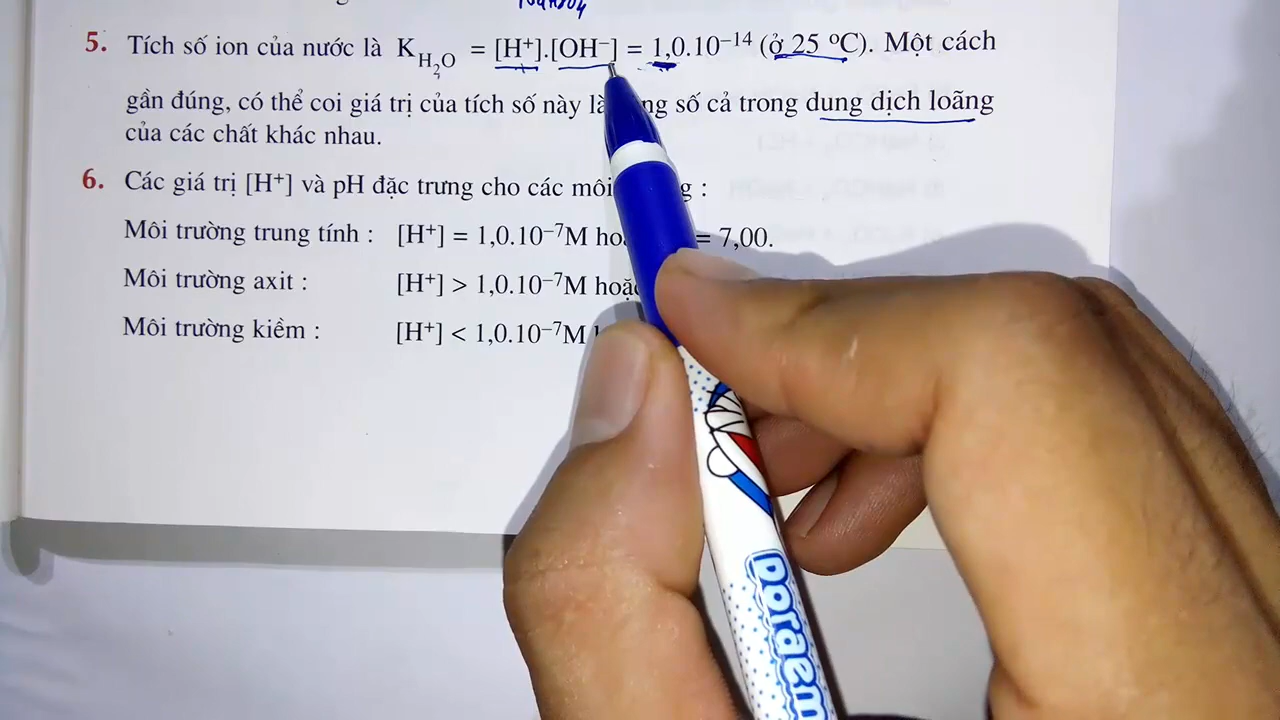 5. Tích số ion của nước là K_{H_2O} = [H⁺].[OH⁻] = 1,0.10⁻¹⁴ (ở 25 °C). Một cách
gần đúng, có thể coi giá trị của tích số này là số cả trong dung dịch loãng
của các chất khác nhau.
6. Các giá trị [H⁺] và pH đặc trưng cho các môi :
Môi trường trung tính : [H⁺] = 1,0.10⁻⁷M = 7,00.
Môi trường axit : [H⁺] > 1,0.10⁻⁷M hoặc
Môi trường kiềm : [H⁺] < 1,0.10⁻⁷M
Doraem